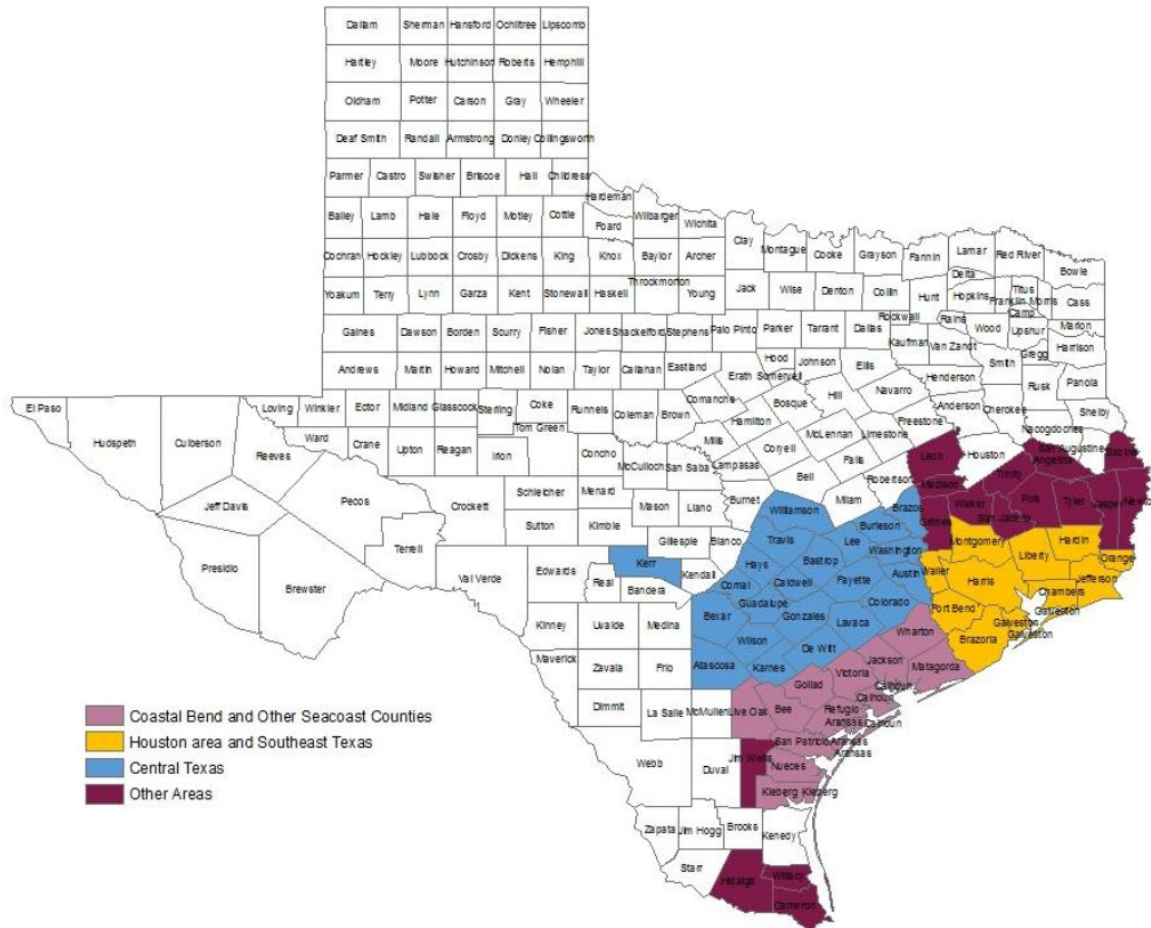 Dallam Sherman Hansford Ochiltree Lipscomb
Hartley Moore Hutchinson Roberts Hemphill
Oldham Potter Carson Gray Wheeler
Deaf Smith Randall Armstrong Donley Collingsworth
Parmer Castro Swisher Briscoe Hall Childress
Hardeman
Bailey Lamb Hale Floyd Motley Cottle Foard Wilbarger Wichita
Clay Montague Cooke Grayson Fannin Lamar Red River Bowie
Cochran Hockley Lubbock Crosby Dickens King Knox Baylor Archer
Delta Titus
Yoakum Terry Lynn Garza Kent Stonewall Haskell Throckmorton Young Jack Wise Denton Collin Hunt Hopkins Franklin Morris Cass
Rockwall Rains Camp
Gaines Dawson Borden Scurry Fisher Jones Shackelford Stephens Palo Pinto Parker Tarrant Dallas Kaufman Van Zandt Wood Upshur Marion
Gregg Harrison
Andrews Martin Howard Mitchell Nolan Taylor Callahan Eastland Erath Hood Somervell Johnson Ellis Henderson Smith Rusk Panola
El Paso Hudspeth Culberson Loving Winkler Ector Midland Glasscock Sterling Coke Runnels Coleman Brown Comanche Bosque Hill Navarro Anderson Cherokee Shelby
Reeves Ward Crane Upton Reagan Irion Tom Green Concho Hamilton McLennan Limestone Freestone Nacogdoches
McCulloch San Saba Mills Lampasas Coryell Bell Falls Robertson Leon Houston Angelina San Augustine Sabine
Jeff Davis Pecos Crockett Schleicher Menard Mason Llano Burnet Milam Madison Trinity
Sutton Kimble Williamson Brazos Walker Polk Tyler Jasper Newto
Presidio Brewster Terrell Val Verde Edwards Gillespie Blanco Travis Lee Burleson Grimes San Jacinto
Kerr Kendall Hays Bastrop Washington Montgomery Liberty Hardin Orange
Real Bandera Comal Caldwell Fayette Austin Waller Harris Jefferson
Kinney Uvalde Medina Bexar Guadalupe Gonzales Colorado Fort Bend Chambers
Galveston
Wilson Lavaca Wharton Brazoria Galveston
Galveston
Maverick Zavala Frio Atascosa Karnes De Witt Jackson Matagorda
Dimmit La Salle McMullen Live Oak Bee Goliad Victoria Calhoun
Refugio Calhoun
Aransas Calhoun
Webb Duval Jim Wells San Patricio Aransas
Aransas
Nueces
Kleberg Kleberg
Zapata Jim Hogg Brooks Kenedy
Starr Hidalgo Willacy
Cameron
Coastal Bend and Other Seacoast Counties
Houston area and Southeast Texas
Central Texas
Other Areas